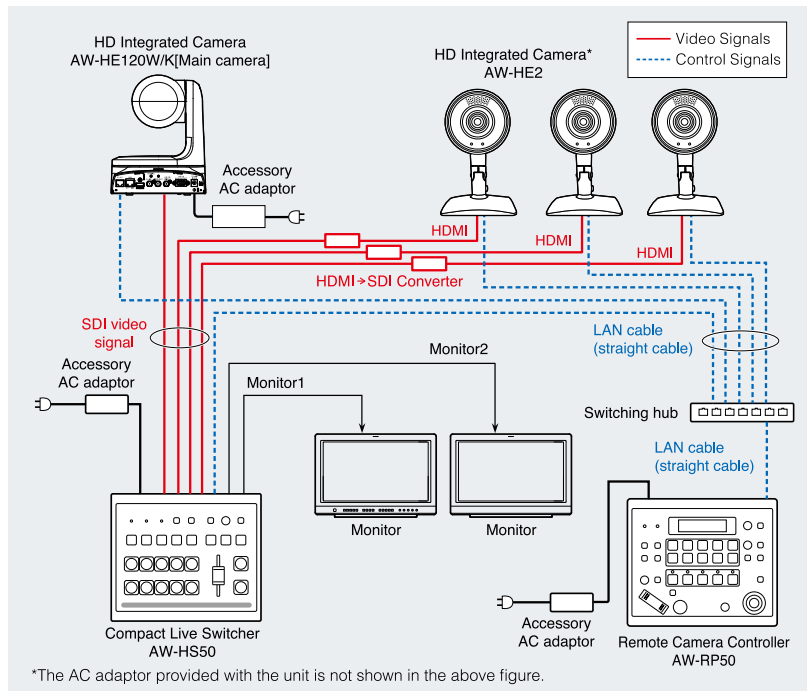 HD Integrated Camera
AW-HE120W/K[Main camera]
HD Integrated Camera*
AW-HE2
Video Signals
Control Signals
Accessory
AC adaptor
HDMI
HDMI
HDMI
HDMI→SDI Converter
SDI video
signal
LAN cable
(straight cable)
Accessory
AC adaptor
Monitor2
Monitor1
Switching hub
LAN cable
(straight cable)
Monitor
Monitor
Accessory
AC adaptor
Compact Live Switcher
AW-HS50
Remote Camera Controller
AW-RP50
*The AC adaptor provided with the unit is not shown in the above figure.